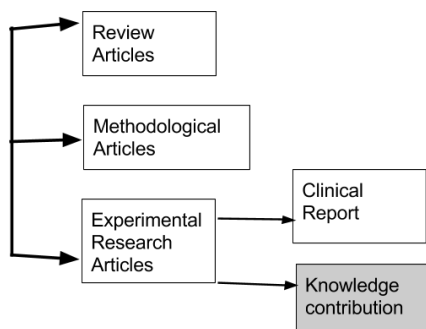 Review
Articles
Methodological
Articles
Experimental
Research
Articles
Clinical
Report
Knowledge
contribution